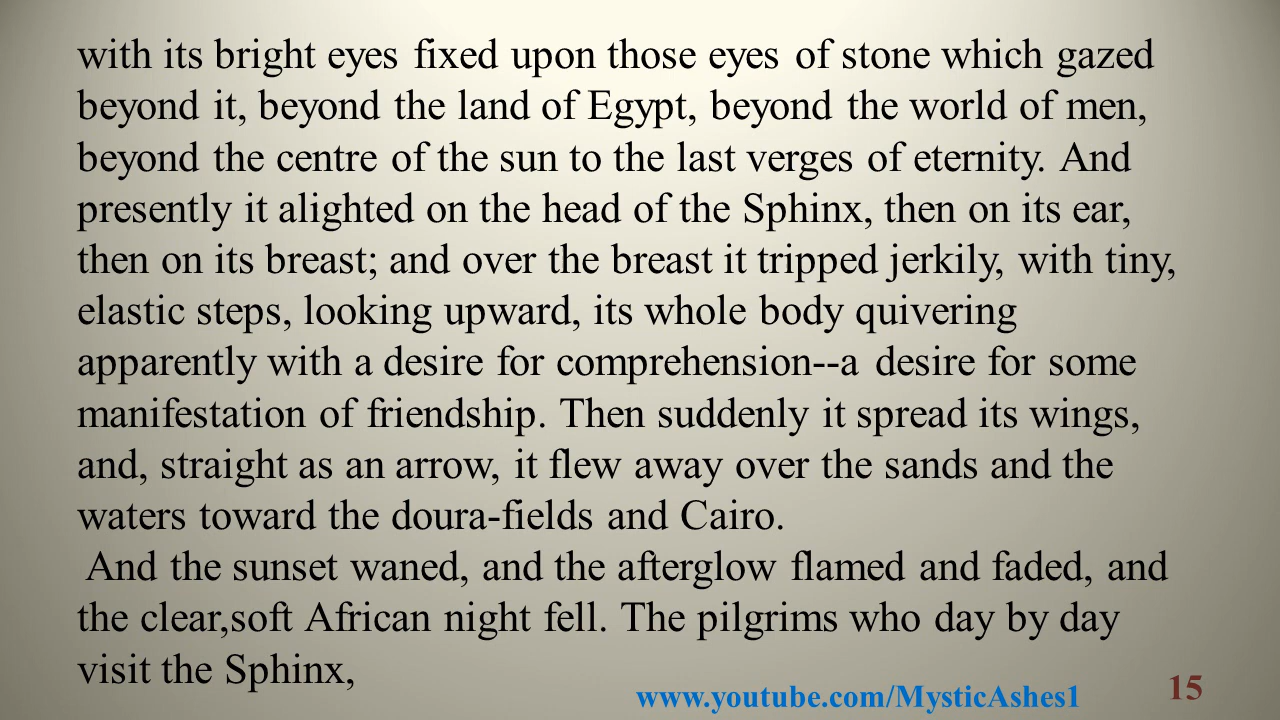 with its bright eyes fixed upon those eyes of stone which gazed
beyond it, beyond the land of Egypt, beyond the world of men,
beyond the centre of the sun to the last verges of eternity. And
presently it alighted on the head of the Sphinx, then on its ear,
then on its breast; and over the breast it tripped jerkily, with tiny,
elastic steps, looking upward, its whole body quivering
apparently with a desire for comprehension--a desire for some
manifestation of friendship. Then suddenly it spread its wings,
and, straight as an arrow, it flew away over the sands and the
waters toward the doura-fields and Cairo.
And the sunset waned, and the afterglow flamed and faded, and
the clear,soft African night fell. The pilgrims who day by day
visit the Sphinx,
www.youtube.com/MysticAshes1
15